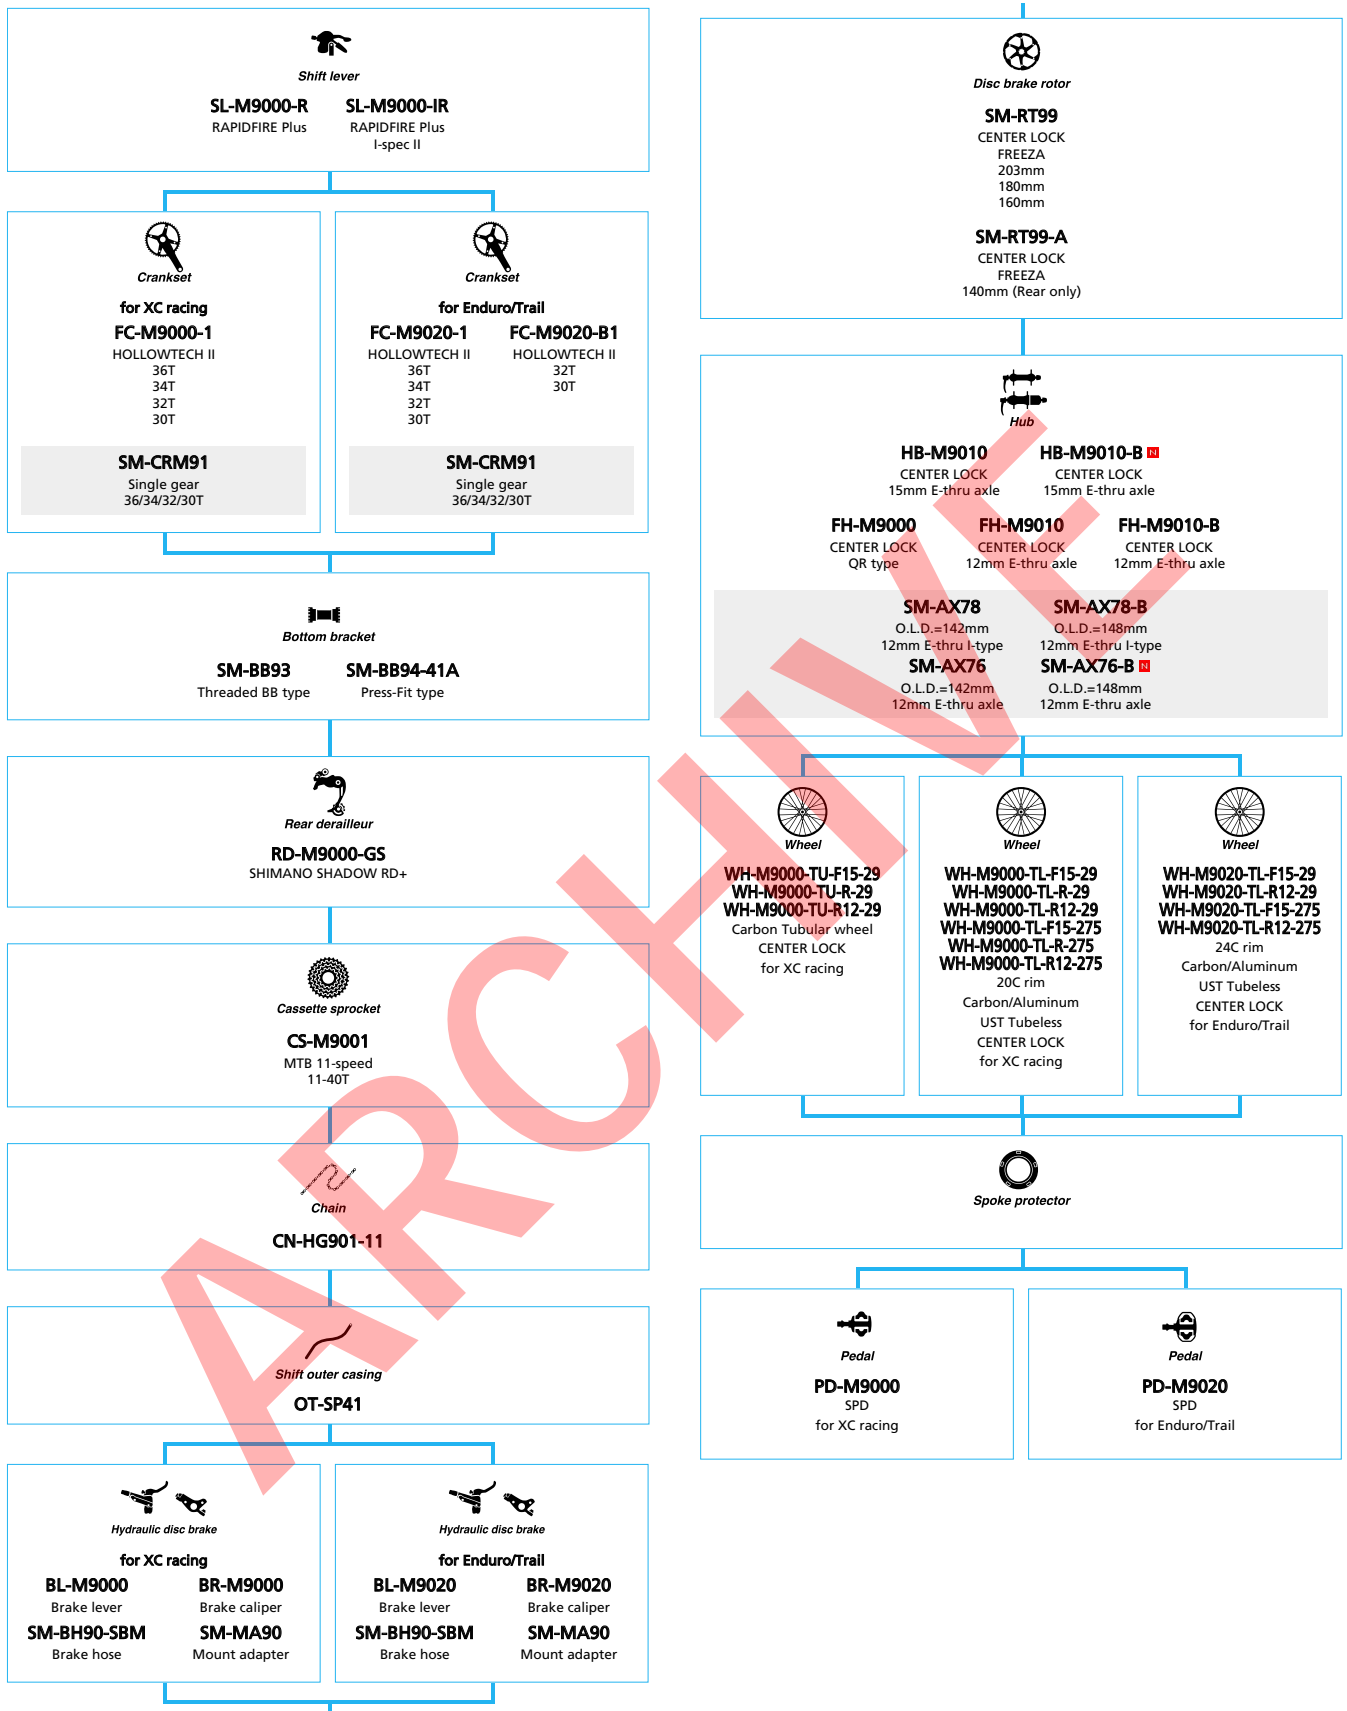 Shift lever
SL-M9000-R SL-M9000-IR
RAPIDFIRE Plus RAPIDFIRE Plus
I-spec II
Crankset
for XC racing
FC-M9000-1
HOLLOWTECH II
36T
34T
32T
30T
SM-CRM91
Single gear
36/34/32/30T
Crankset
for Enduro/Trail
FC-M9020-1 FC-M9020-B1
HOLLOWTECH II HOLLOWTECH II
36T 32T
34T 30T
32T
30T
SM-CRM91
Single gear
36/34/32/30T
Bottom bracket
SM-BB93 SM-BB94-41A
Threaded BB type Press-Fit type
Rear derailleur
RD-M9000-GS
SHIMANO SHADOW RD+
Cassette sprocket
CS-M9001
MTB 11-speed
11-40T
Chain
CN-HG901-11
Shift outer casing
OT-SP41
Hydraulic disc brake
for XC racing
BL-M9000 BR-M9000
Brake lever Brake caliper
SM-BH90-SBM SM-MA90
Brake hose Mount adapter
Hydraulic disc brake
for Enduro/Trail
BL-M9020 BR-M9020
Brake lever Brake caliper
SM-BH90-SBM SM-MA90
Brake hose Mount adapter
Disc brake rotor
SM-RT99
CENTER LOCK
FREEZA
203mm
180mm
160mm
SM-RT99-A
CENTER LOCK
FREEZA
140mm (Rear only)
Hub
HB-M9010 HB-M9010-B N
CENTER LOCK CENTER LOCK
15mm E-thru axle 15mm E-thru axle
FH-M9000 FH-M9010 FH-M9010-B
CENTER LOCK CENTER LOCK CENTER LOCK
QR type 12mm E-thru axle 12mm E-thru axle
SM-AX78 SM-AX78-B
O.L.D.=142mm O.L.D.=148mm
12mm E-thru I-type 12mm E-thru I-type
SM-AX76 SM-AX76-B N
O.L.D.=142mm O.L.D.=148mm
12mm E-thru axle 12mm E-thru axle
Wheel
WH-M9000-TU-F15-29
WH-M9000-TU-R-29
WH-M9000-TU-R12-29
Carbon Tubular wheel
CENTER LOCK
for XC racing
Wheel
WH-M9000-TL-F15-29
WH-M9000-TL-R-29
WH-M9000-TL-R12-29
WH-M9000-TL-F15-275
WH-M9000-TL-R-275
WH-M9000-TL-R12-275
20C rim
Carbon/Aluminum
UST Tubeless
CENTER LOCK
for XC racing
Wheel
WH-M9020-TL-F15-29
WH-M9020-TL-R12-29
WH-M9020-TL-F15-275
WH-M9020-TL-R12-275
24C rim
Carbon/Aluminum
UST Tubeless
CENTER LOCK
for Enduro/Trail
Spoke protector
Pedal
PD-M9000
SPD
for XC racing
Pedal
PD-M9020
SPD
for Enduro/Trail
ARCHIVE